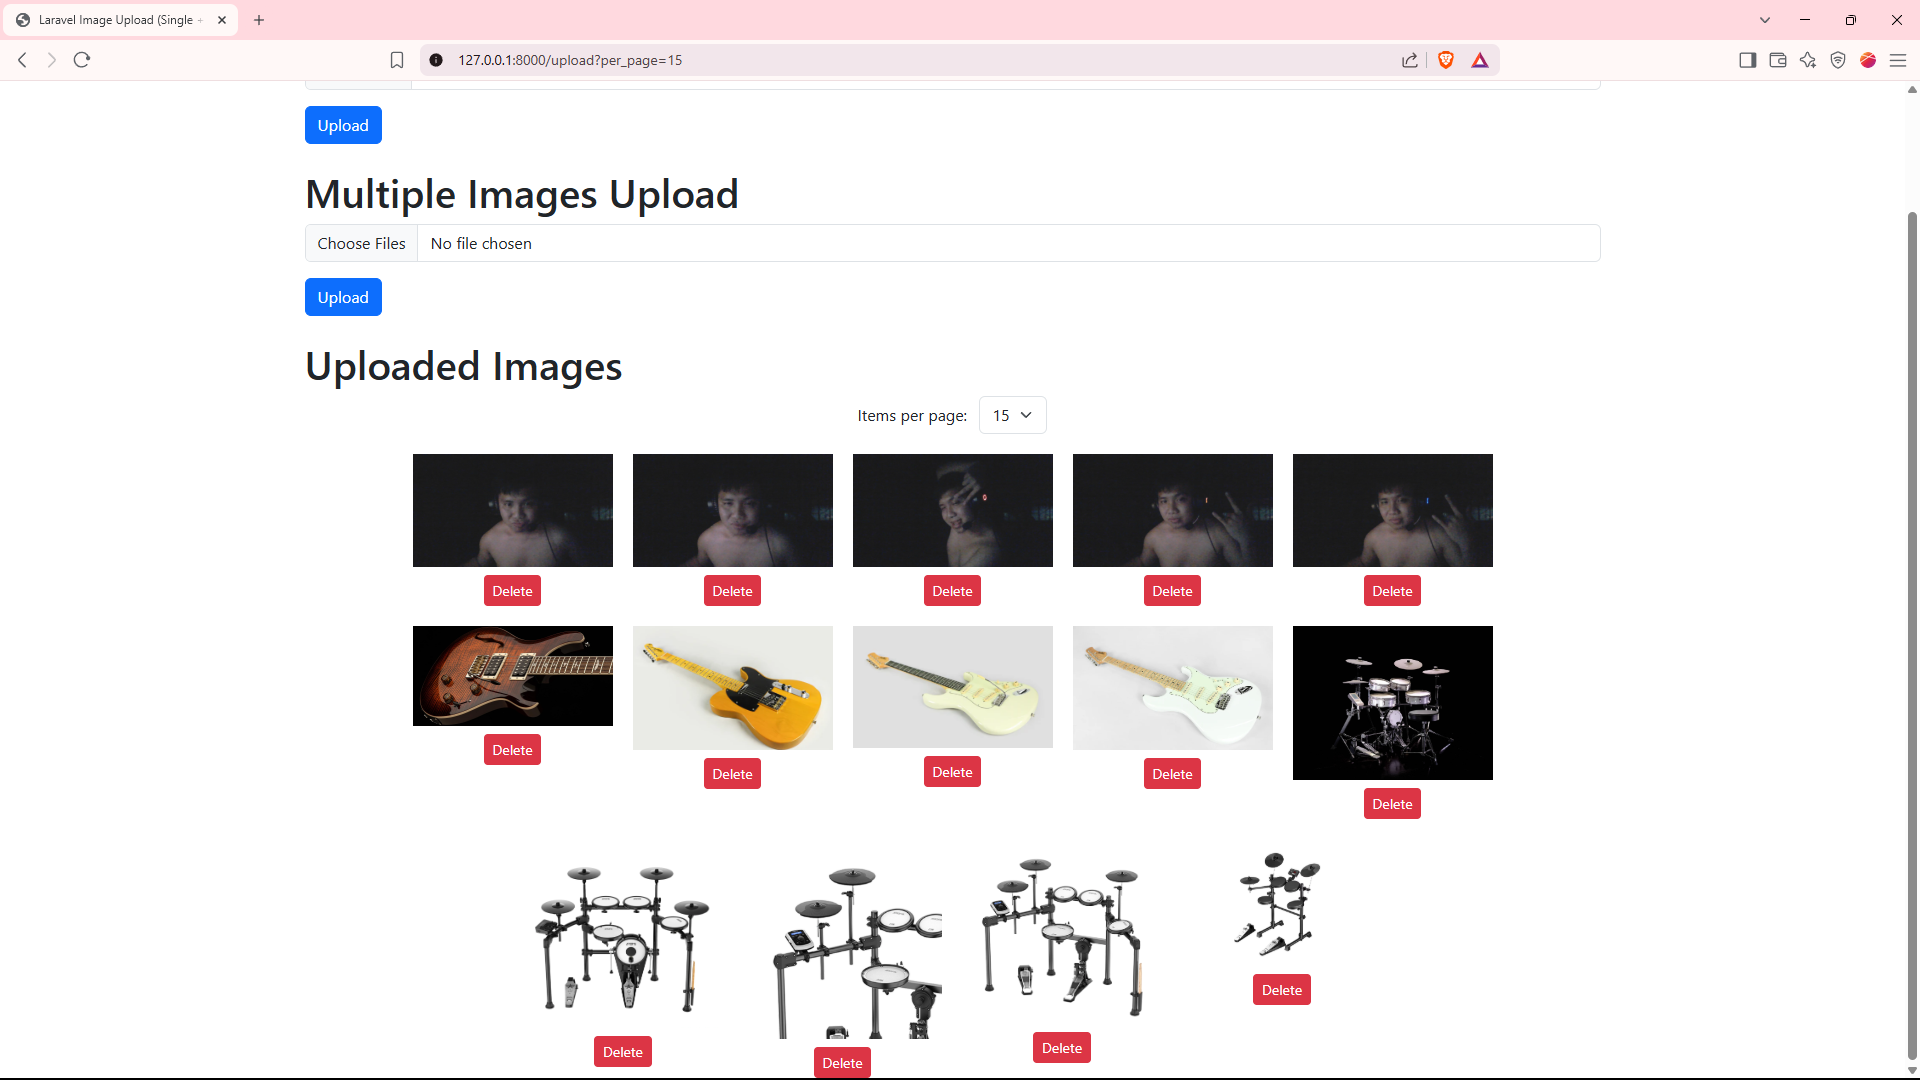 Laravel Image Upload (Single +
127.0.0.1:8000/upload?per_page=15
Upload
Multiple Images Upload
Choose Files No file chosen
Upload
Uploaded Images
Items per page: 15
Delete Delete Delete Delete Delete
Delete Delete Delete Delete Delete
Delete Delete Delete Delete